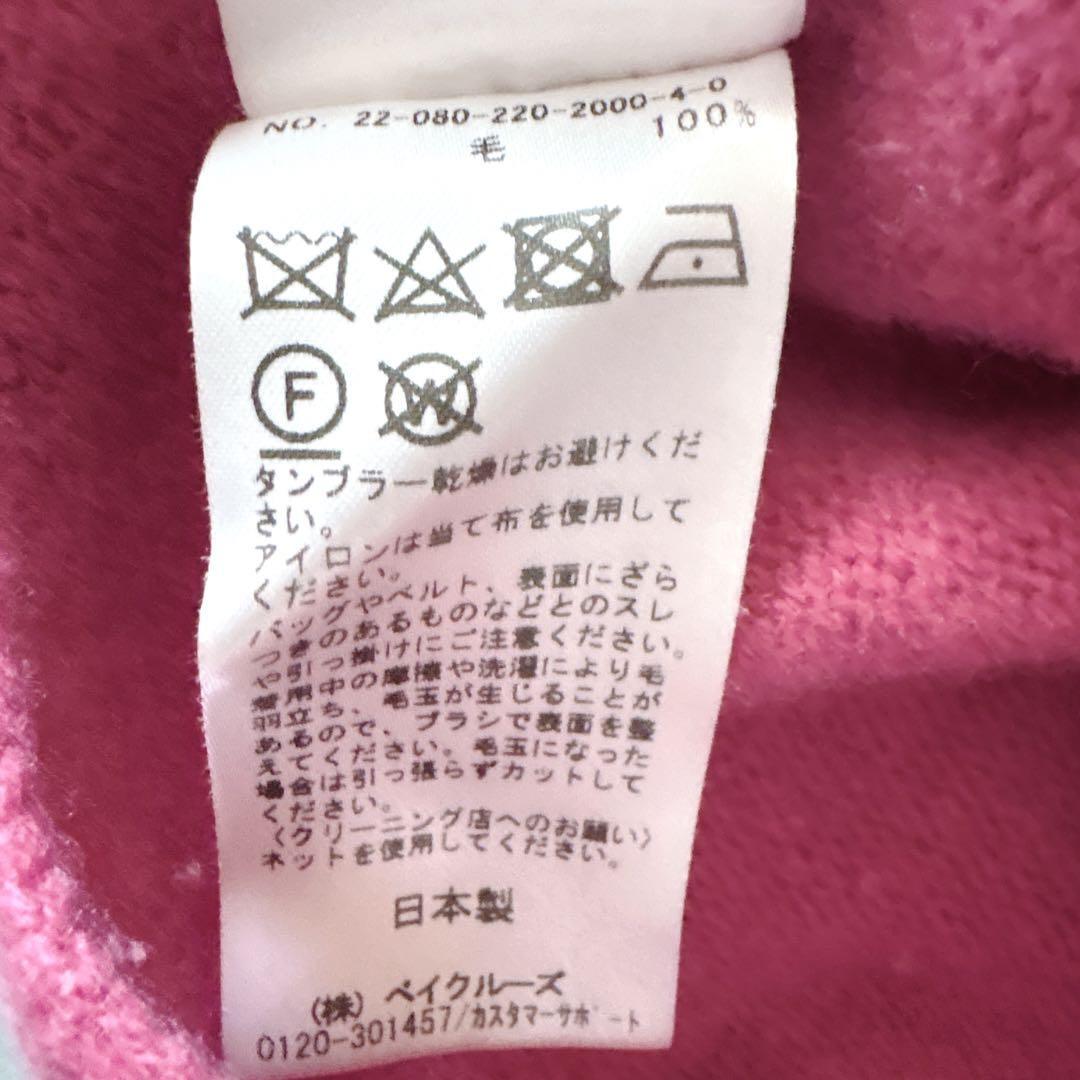 NO. 22-080-220-2000-4-0
毛 100%
F
W
タンブラー乾燥はお避けくだ
さい。
アイロンは当て布を使用して
ください。
バッグやベルト、表面にざら
つきのあるものなどとのスレ
や引っ掛けにご注意ください。
着用中の摩擦や洗濯により毛
羽立ち、毛玉が生じることが
あるので、ブラシで表面を整
えてください。毛玉になった
場合は引っ張らずカットして
ください。
〈クリーニング店へのお願い〉
ネットを使用してください。
日本製
(株) ベイクルーズ
0120-301457/カスタマーサポート